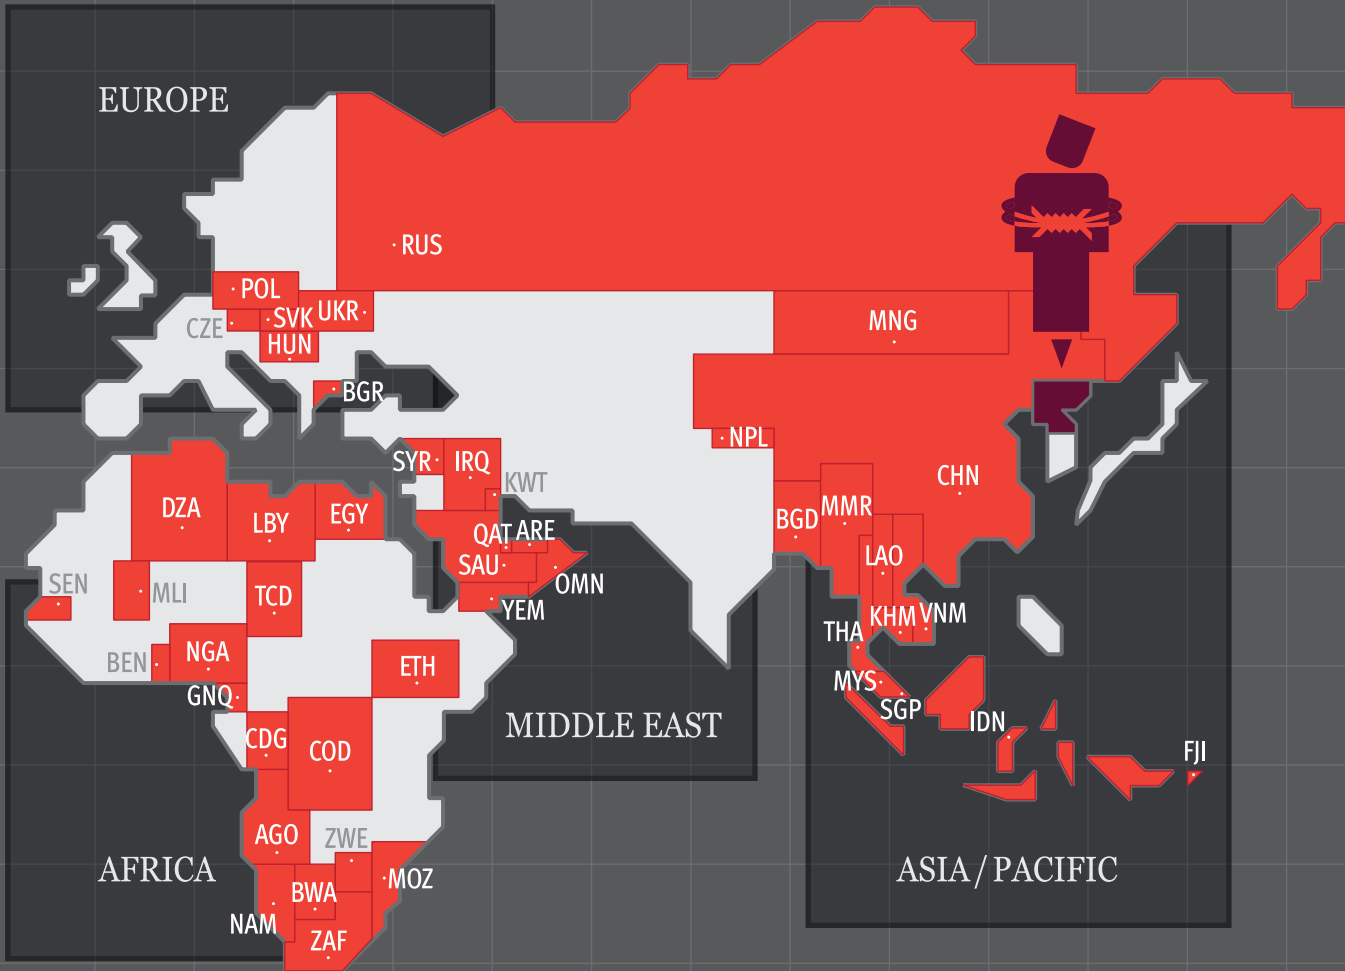 EUROPE
RUS
POL
CZE
SVK
UKR
HUN
BGR
MNG
NPL
CHN
SYR
IRQ
KWT
DZA
LBY
EGY
QAT
ARE
SAU
OMN
YEM
BGD
MMR
LAO
KHM
VNM
THA
MYS
SGP
IDN
FJI
SEN
MLI
TCD
BEN
NGA
ETH
GNQ
CDG
COD
MIDDLE EAST
AGO
ZWE
AFRICA
BWA
MOZ
NAM
ZAF
ASIA / PACIFIC